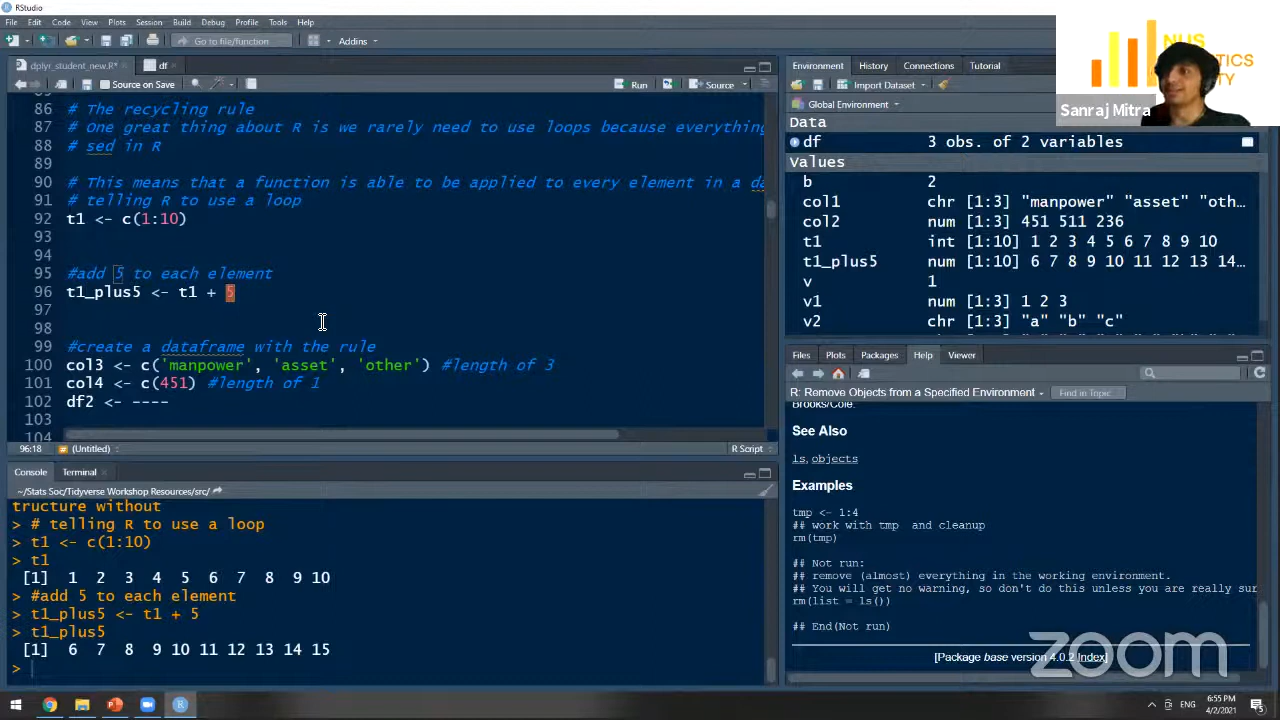 RStudio
File Edit Code View Plots Session Build Debug Profile Tools Help
Go to file/function Addins
dplyr_student_new.R* df
Source on Save Run Source
86 # The recycling rule
87 # One great thing about R is we rarely need to use loops because everything
88 # sed in R
89
90 # This means that a function is able to be applied to every element in a da
91 # telling R to use a loop
92 t1 <- c(1:10)
93
94
95 #add 5 to each element
96 t1_plus5 <- t1 + 5
97
98
99 #create a dataframe with the rule
100 col3 <- c('manpower', 'asset', 'other') #length of 3
101 col4 <- c(451) #length of 1
102 df2 <- ----
103
104
96:18 (Untitled) R Script
Console Terminal
~/Stats Soc/Tidyverse Workshop Resources/src/
tructure without
> # telling R to use a loop
> t1 <- c(1:10)
> t1
[1] 1 2 3 4 5 6 7 8 9 10
> #add 5 to each element
> t1_plus5 <- t1 + 5
> t1_plus5
[1] 6 7 8 9 10 11 12 13 14 15
>
Environment History Connections Tutorial
Import Dataset
Global Environment
Data
df 3 obs. of 2 variables
Values
b 2
col1 chr [1:3] "manpower" "asset" "oth…
col2 num [1:3] 451 511 236
t1 int [1:10] 1 2 3 4 5 6 7 8 9 10
t1_plus5 num [1:10] 6 7 8 9 10 11 12 13 14…
v 1
v1 num [1:3] 1 2 3
v2 chr [1:3] "a" "b" "c"
Files Plots Packages Help Viewer
R: Remove Objects from a Specified Environment Find in Topic
Brooks/Cole.
See Also
ls, objects
Examples
tmp <- 1:4
## work with tmp and cleanup
rm(tmp)
## Not run:
## remove (almost) everything in the working environment.
## You will get no warning, so don't do this unless you are really sur
rm(list = ls())
## End(Not run)
[Package base version 4.0.2 Index]
zoom
Sanraj Mitra
ENG
6:55 PM
4/2/2021
5